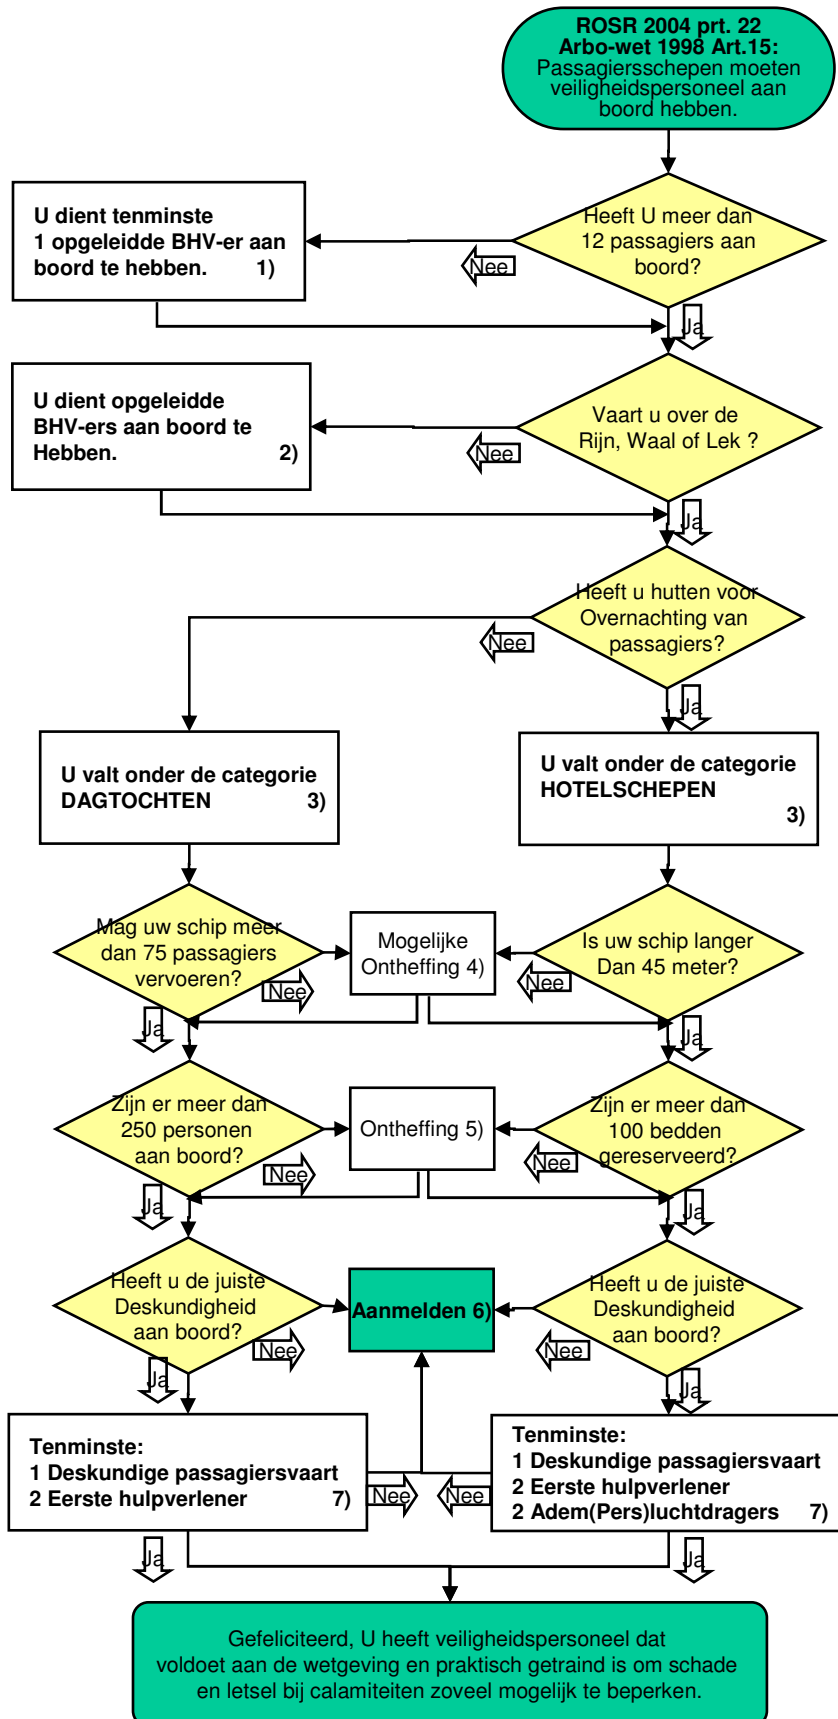 ROSR 2004 prt. 22
Arbo-wet 1998 Art.15:
Passagiersschepen moeten
veiligheidspersoneel aan
boord hebben.
Heeft U meer dan
12 passagiers aan
boord?
U dient tenminste
1 opgeleidde BHV-er aan
boord te hebben. 1)
Nee
Ja
Vaart u over de
Rijn, Waal of Lek ?
U dient opgeleidde
BHV-ers aan boord te
Hebben. 2)
Nee
Ja
Heeft u hutten voor
Overnachting van
passagiers?
Nee
Ja
U valt onder de categorie
DAGTOCHTEN 3)
U valt onder de categorie
HOTELSCHEPEN
3)
Mag uw schip meer
dan 75 passagiers
vervoeren?
Nee
Ja
Mogelijke
Ontheffing 4)
Is uw schip langer
Dan 45 meter?
Nee
Ja
Zijn er meer dan
250 personen
aan boord?
Nee
Ja
Ontheffing 5)
Zijn er meer dan
100 bedden
gereserveerd?
Nee
Ja
Heeft u de juiste
Deskundigheid
aan boord?
Nee
Ja
Aanmelden 6)
Heeft u de juiste
Deskundigheid
aan boord?
Nee
Ja
Tenminste:
1 Deskundige passagiersvaart
2 Eerste hulpverlener 7)
Nee
Ja
Tenminste:
1 Deskundige passagiersvaart
2 Eerste hulpverlener
2 Adem(Pers)luchtdragers 7)
Nee
Ja
Gefeliciteerd, U heeft veiligheidspersoneel dat
voldoet aan de wetgeving en praktisch getraind is om schade
en letsel bij calamiteiten zoveel mogelijk te beperken.